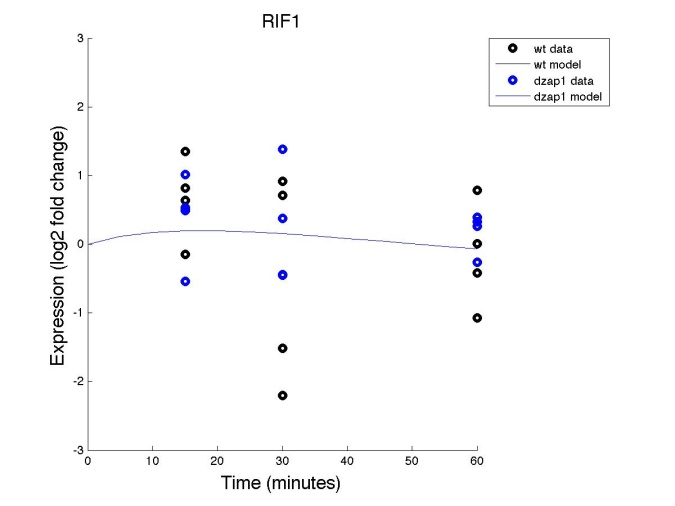 RIF1
Expression (log2 fold change)
3
2
1
0
-1
-2
-3
0 10 20 30 40 50 60
Time (minutes)
wt data
wt model
dzap1 data
dzap1 model